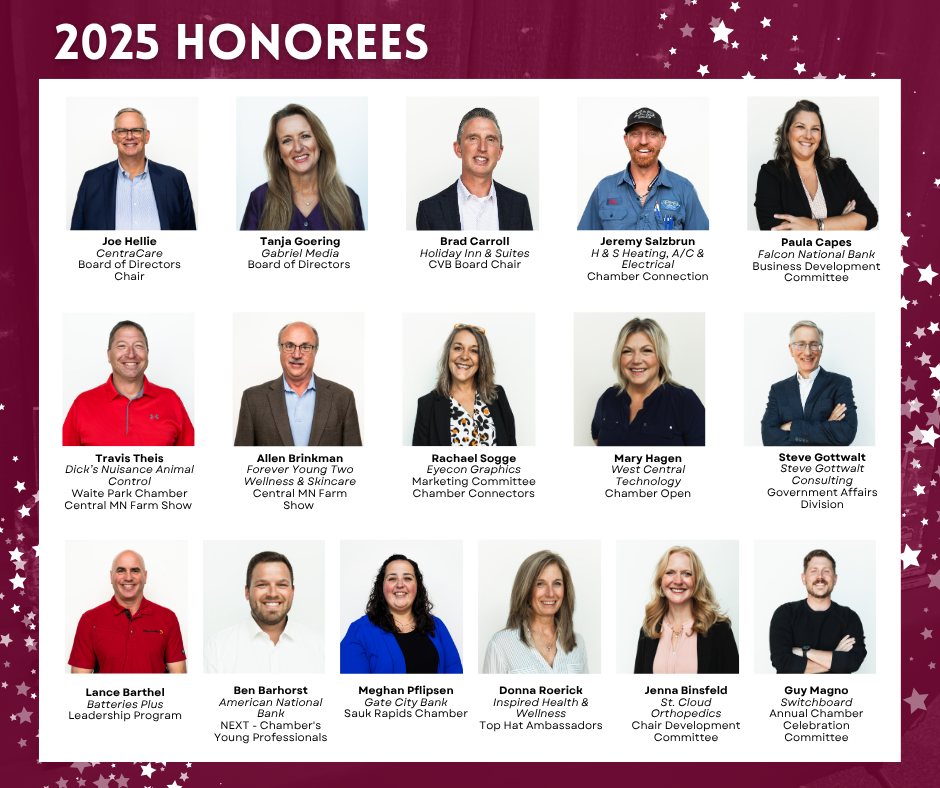 2025 HONOREES
Joe Hellie
CentraCare
Board of Directors
Chair
Tanja Goering
Gabriel Media
Board of Directors
Brad Carroll
Holiday Inn & Suites
CVB Board Chair
Jeremy Salzbrun
H & S Heating, A/C &
Electrical
Chamber Connection
Paula Capes
Falcon National Bank
Business Development
Committee
Travis Theis
Dick's Nuisance Animal
Control
Waite Park Chamber
Central MN Farm Show
Allen Brinkman
Forever Young Two
Wellness & Skincare
Central MN Farm
Show
Rachael Sogge
Eyecon Graphics
Marketing Committee
Chamber Connectors
Mary Hagen
West Central
Technology
Chamber Open
Steve Gottwalt
Steve Gottwalt
Consulting
Government Affairs
Division
Lance Barthel
Batteries Plus
Leadership Program
Ben Barhorst
American National
Bank
NEXT - Chamber's
Young Professionals
Meghan Pflipsen
Gate City Bank
Sauk Rapids Chamber
Donna Roerick
Inspired Health &
Wellness
Top Hat Ambassadors
Jenna Binsfeld
St. Cloud
Orthopedics
Chair Development
Committee
Guy Magno
Switchboard
Annual Chamber
Celebration
Committee